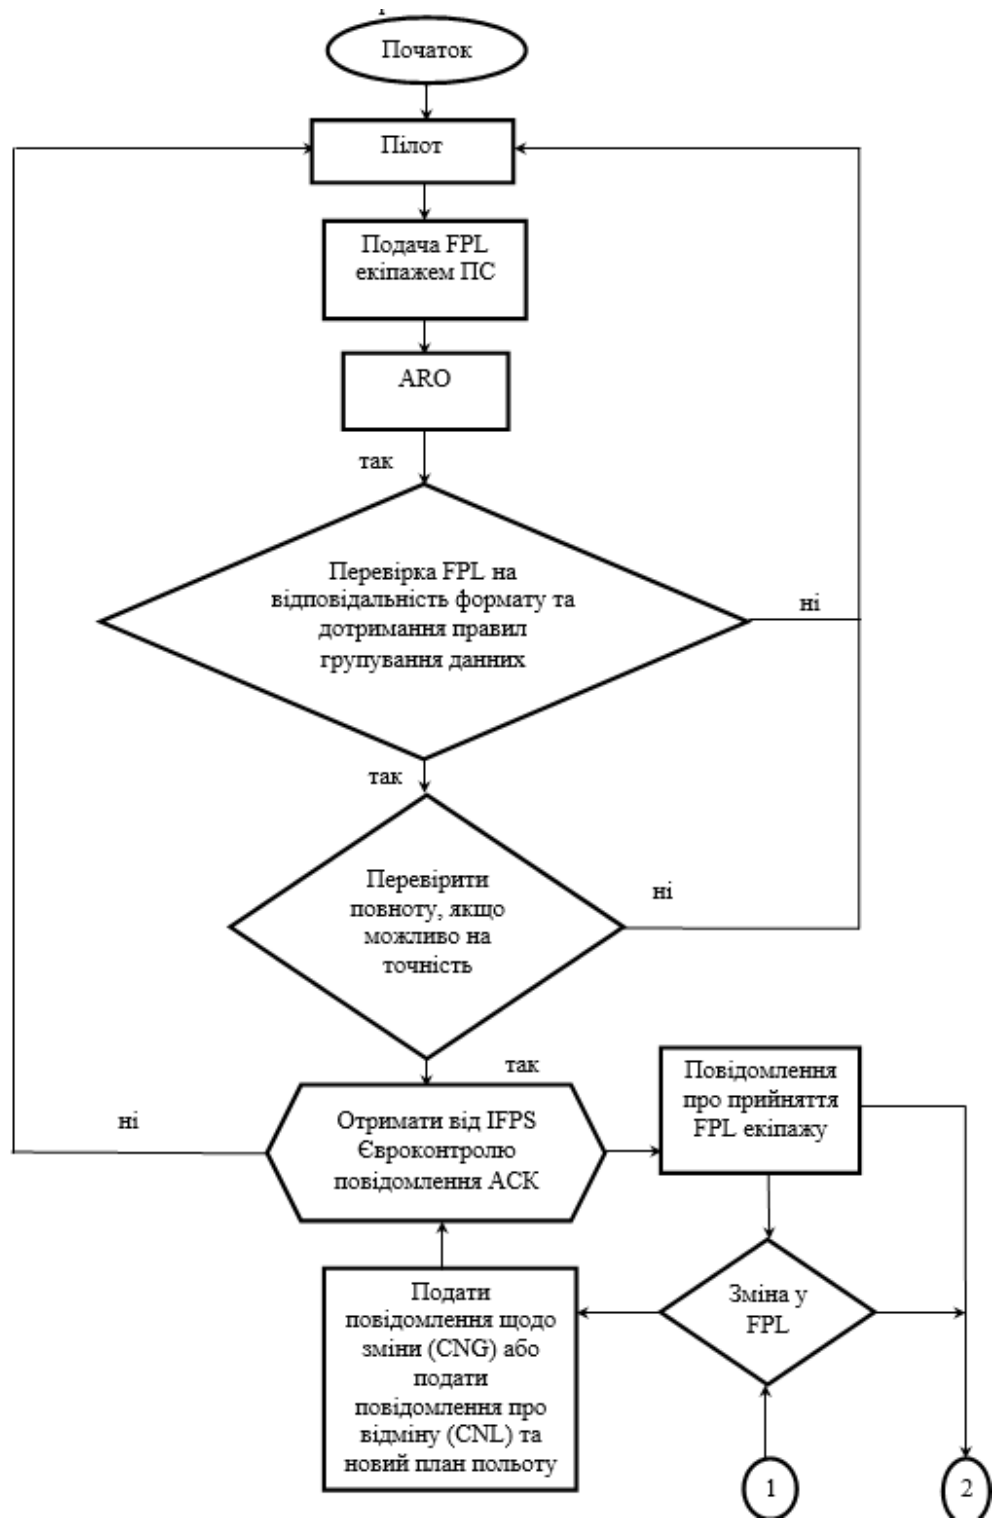 Початок
Пілот
Подача FPL
екіпажем ПС
ARO
так
Перевірка FPL на
відповідальність формату та
дотримання правил
групування данних
ні
так
Перевірити
повноту, якщо
можливо на
точність
ні
так
ні
Отримати від IFPS
Євроконтролю
повідомлення АСК
Повідомлення
про прийняття
FPL екіпажу
Зміна у
FPL
Подати
повідомлення щодо
зміни (CNG) або
подати
повідомлення про
відміну (CNL) та
новий план польоту
1
2